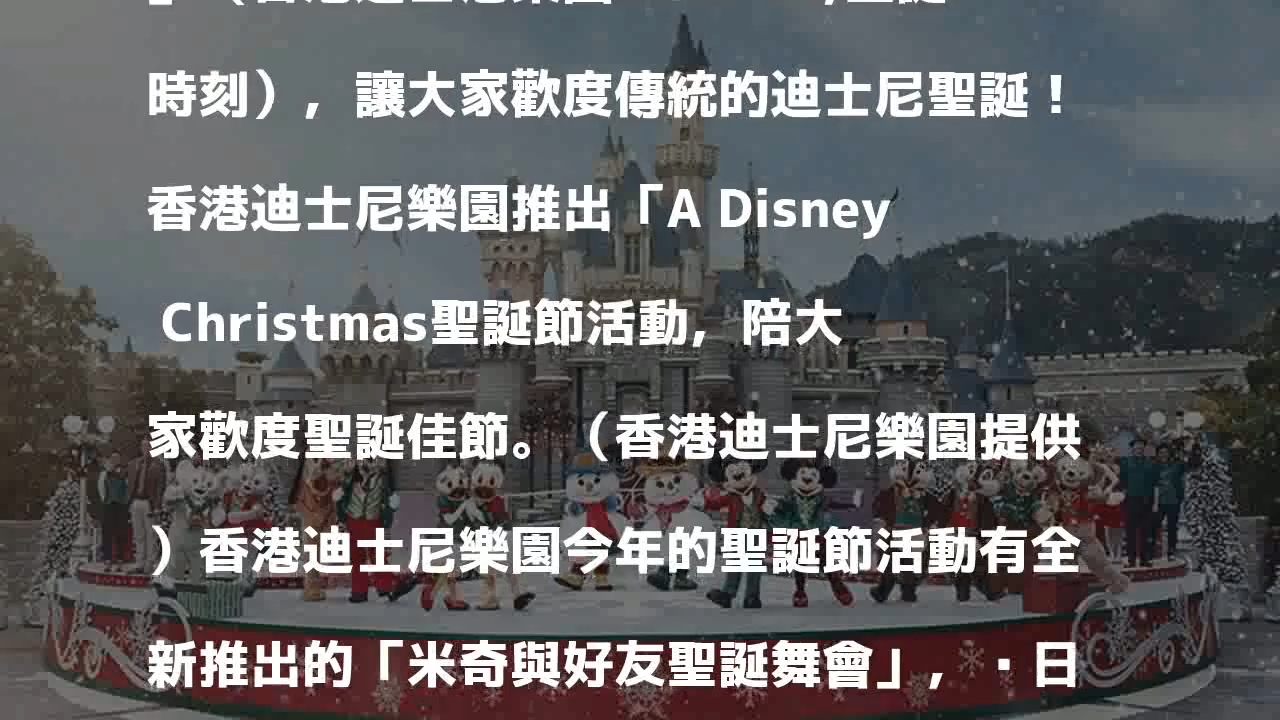 時刻），讓大家歡度傳統的迪士尼聖誕！
香港迪士尼樂園推出「A Disney
Christmas聖誕節活動，陪大
家歡度聖誕佳節。（香港迪士尼樂園提供
）香港迪士尼樂園今年的聖誕節活動有全
新推出的「米奇與好友聖誕舞會」，・日